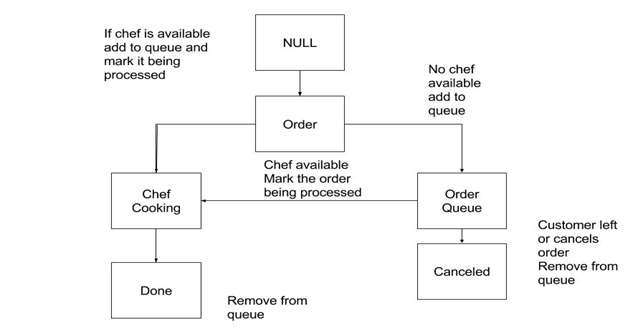 If chef is available
add to queue and
mark it being
processed
NULL
No chef
available
add to
queue
Order
Chef available
Mark the order
being processed
Chef
Cooking
Order
Queue
Customer left
or cancels
order
Remove from
queue
Canceled
Done
Remove from
queue